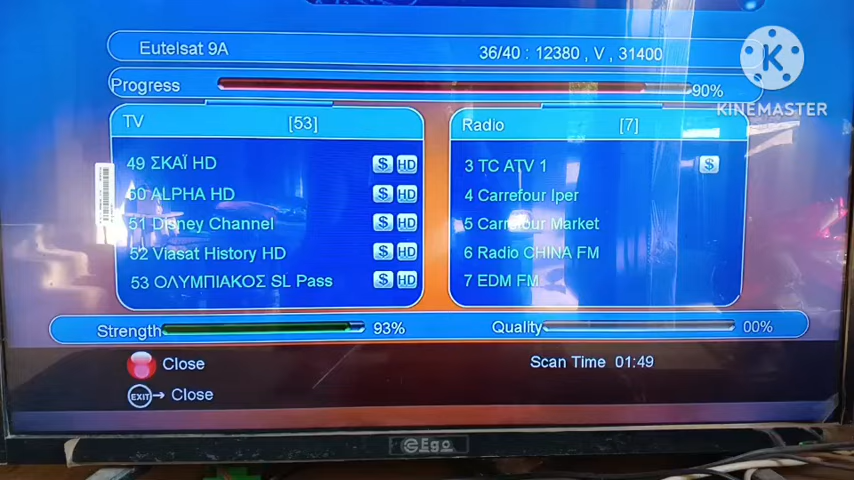 Eutelsat 9A
36/40 : 12380 , V , 31400
Progress
90%
KINEMASTER
TV [53]
49 ΣΚΑΪ HD $ HD
50 ALPHA HD $ HD
51 Disney Channel $ HD
52 Viasat History HD $ HD
53 ΟΛΥΜΠΙΑΚΟΣ SL Pass $ HD
Radio [7]
3 TC ATV 1 $
4 Carrefour Iper
5 Carrefour Market
6 Radio CHINA FM
7 EDM FM
Strength 93%
Quality 00%
Close
Scan Time 01:49
EXIT → Close
Ego